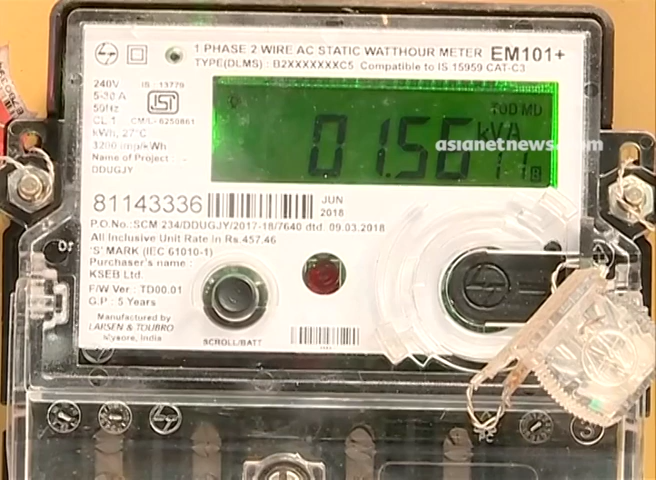 1 PHASE 2 WIRE AC STATIC WATTHOUR METER EM101+
TYPE(DLMS) : B2XXXXXXXC5 Compatible to IS 15959 CAT-C3
240V IS : 13779
5-30 A
50Hz
CL 1 CM/L- 6250861
kWh, 27°C
3200 imp/kWh
Name of Project : -
DDUGJY
TOD MD
01.56 kVA
asianetnews.com
81143336
JUN
2018
P.O.No.:SCM 234/DDUGJY/2017-18/7640 dtd. 09.03.2018
All Inclusive Unit Rate in Rs.457.46
'S' MARK (IEC 61010-1)
Purchaser's name :
KSEB Ltd.
F/W Ver : TD00.01
G.P : 5 Years
Manufactured by
LARSEN & TOUBRO
Mysore, India
SCROLL/BATT